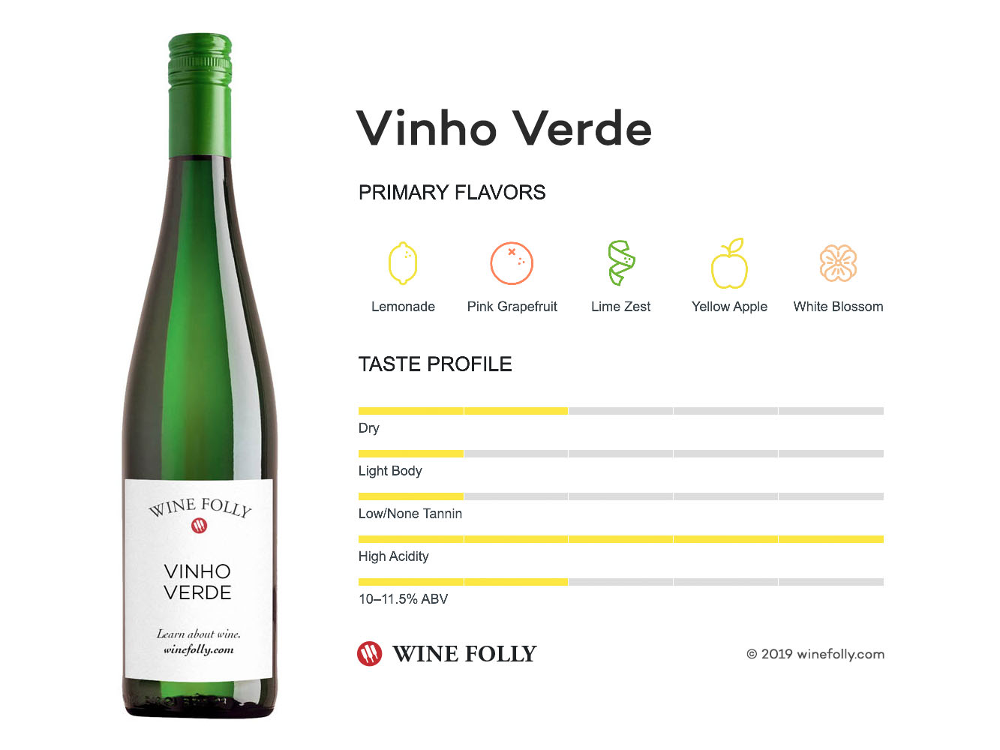 Vinho Verde
PRIMARY FLAVORS
Lemonade
Pink Grapefruit
Lime Zest
Yellow Apple
White Blossom
TASTE PROFILE
Dry
Light Body
Low/None Tannin
High Acidity
10–11.5% ABV
WINE FOLLY
© 2019 winefolly.com
WINE FOLLY
VINHO
VERDE
Learn about wine.
winefolly.com